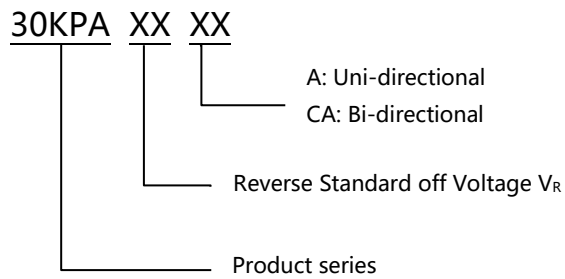 30KPA XX XX
A: Uni-directional
CA: Bi-directional
Reverse Standard off Voltage VR
Product series